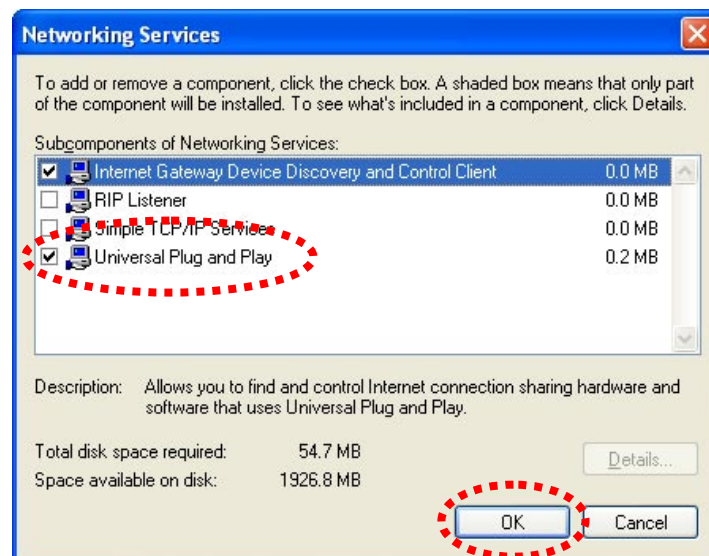 Networking Services
To add or remove a component, click the check box. A shaded box means that only part
of the component will be installed. To see what's included in a component, click Details.
Subcomponents of Networking Services:
Internet Gateway Device Discovery and Control Client 0.0 MB
RIP Listener 0.0 MB
Simple TCP/IP Services 0.0 MB
Universal Plug and Play 0.2 MB
Description: Allows you to find and control Internet connection sharing hardware and
software that uses Universal Plug and Play.
Total disk space required: 54.7 MB
Details...
Space available on disk: 1926.8 MB
OK Cancel